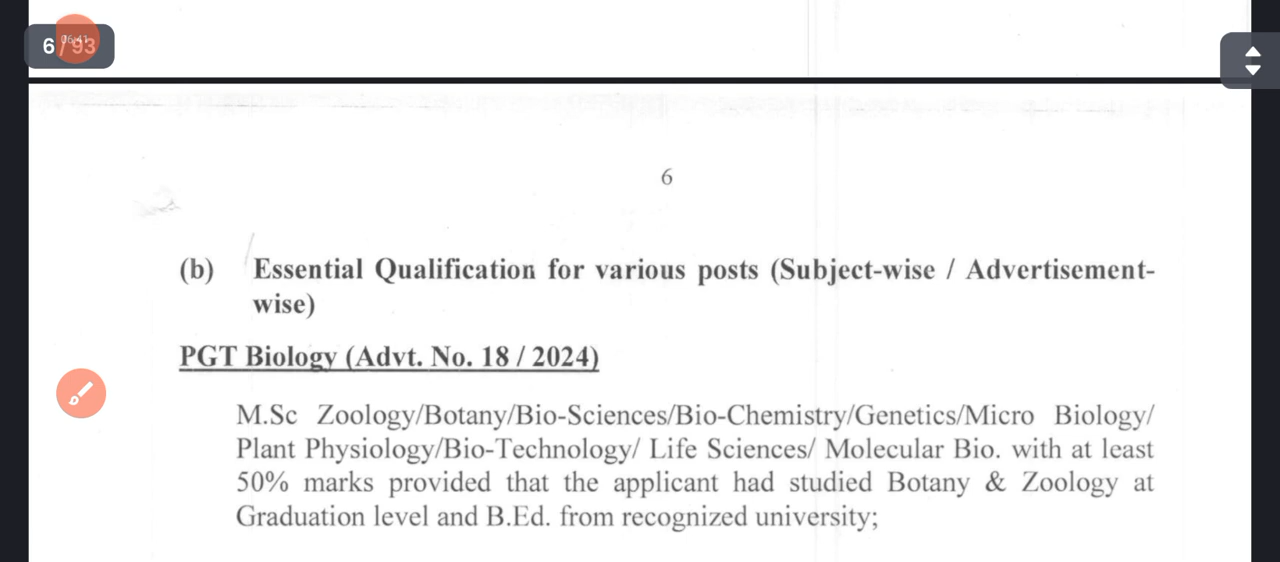 6 / 93
06:41
6
(b) Essential Qualification for various posts (Subject-wise / Advertisement-
wise)
PGT Biology (Advt. No. 18 / 2024)
M.Sc Zoology/Botany/Bio-Sciences/Bio-Chemistry/Genetics/Micro Biology/
Plant Physiology/Bio-Technology/ Life Sciences/ Molecular Bio. with at least
50% marks provided that the applicant had studied Botany & Zoology at
Graduation level and B.Ed. from recognized university;